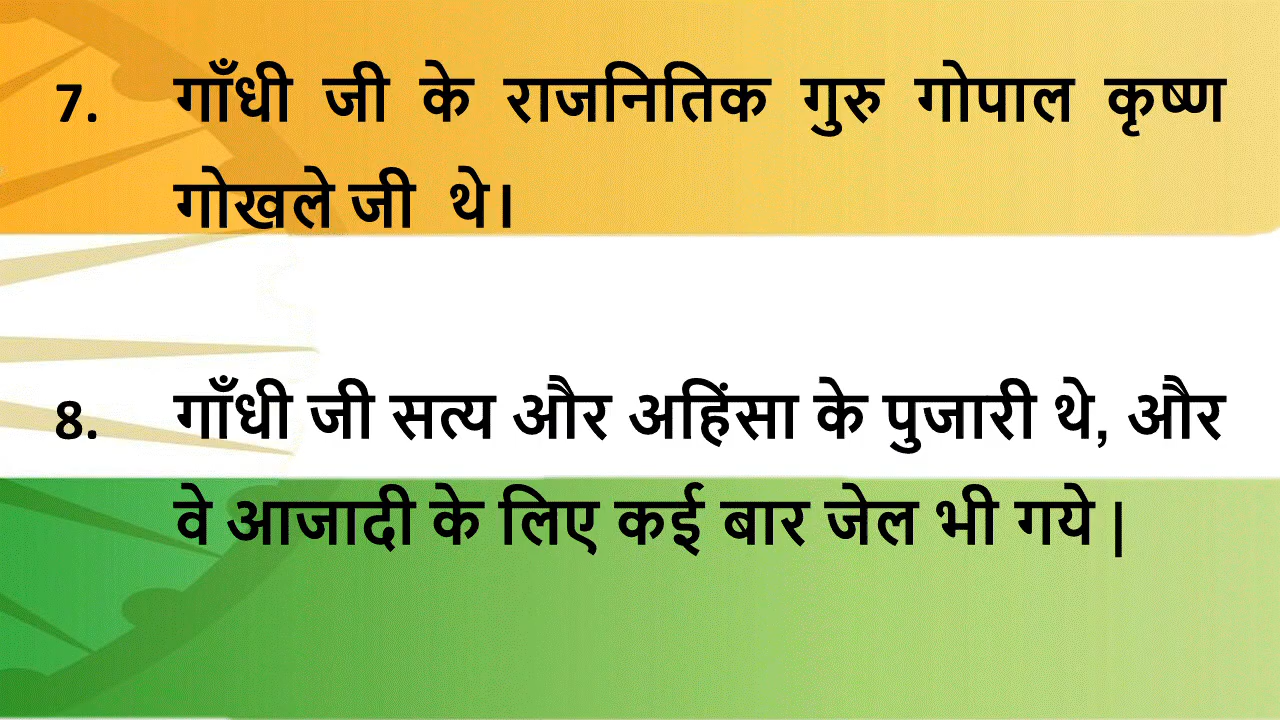 7. गाँधी जी के राजनितिक गुरु गोपाल कृष्ण
गोखले जी थे।
8. गाँधी जी सत्य और अहिंसा के पुजारी थे, और
वे आजादी के लिए कई बार जेल भी गये |